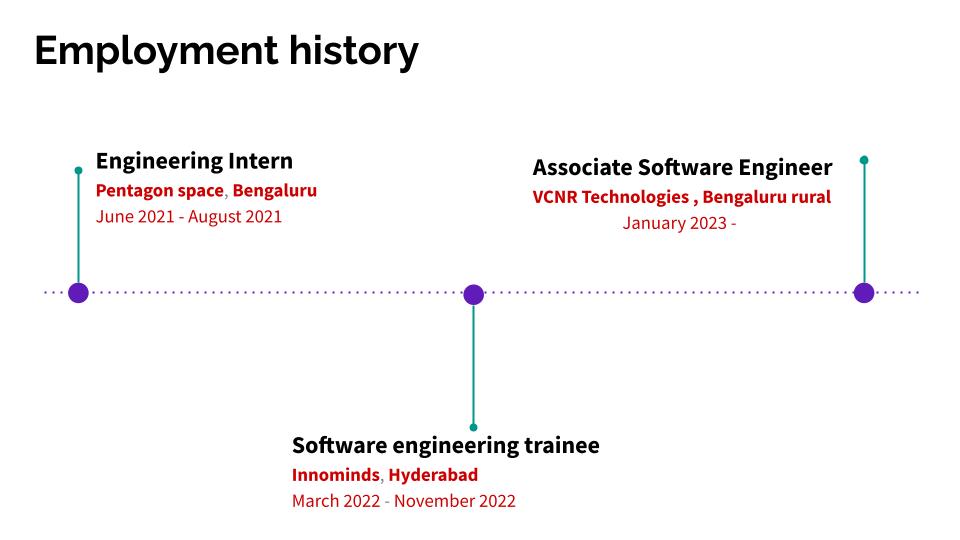 Employment history
Engineering Intern
Pentagon space, Bengaluru
June 2021 - August 2021
Associate Software Engineer
VCNR Technologies , Bengaluru rural
January 2023 -
Software engineering trainee
Innominds, Hyderabad
March 2022 - November 2022